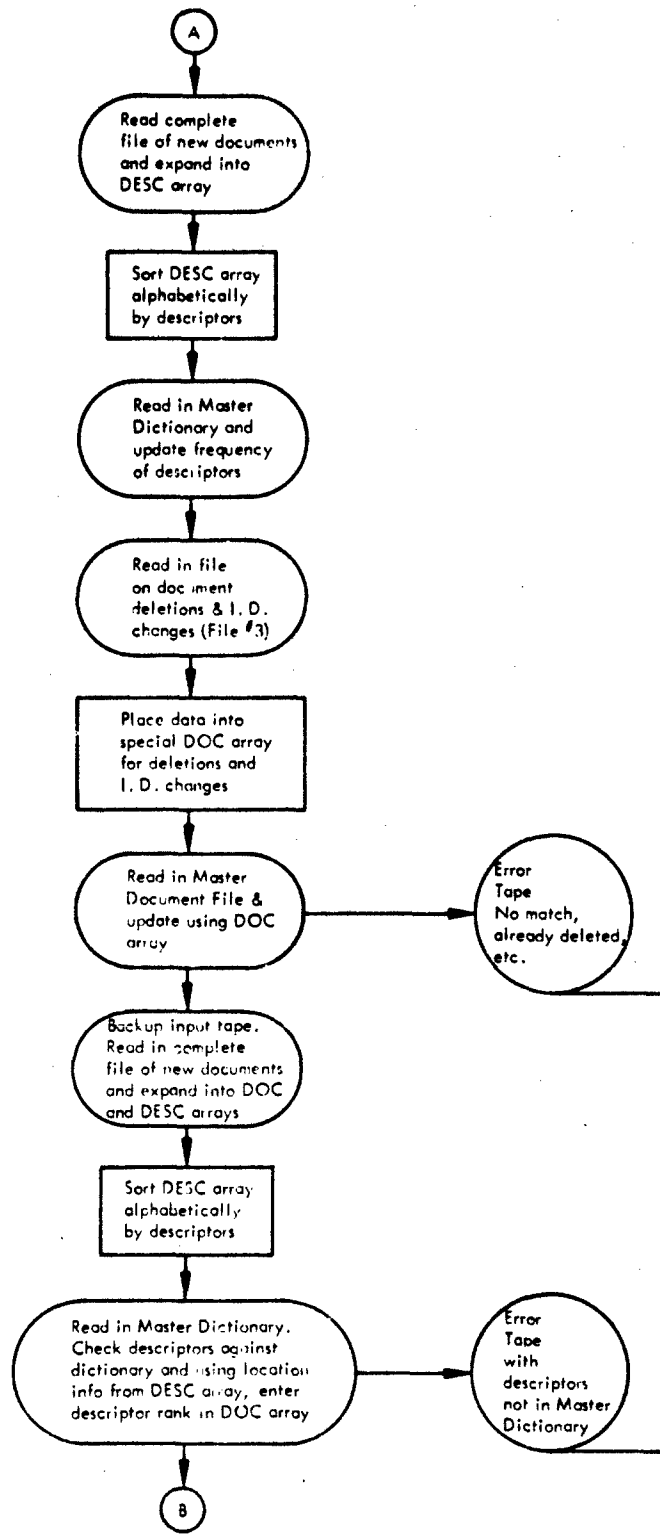 A
Read complete
file of new documents
and expand into
DESC array
Sort DESC array
alphabetically
by descriptors
Read in Master
Dictionary and
update frequency
of descriptors
Read in file
on document
deletions & I. D.
changes (File #3)
Place data into
special DOC array
for deletions and
I. D. changes
Read in Master
Document File &
update using DOC
array
Error
Tape
No match,
already deleted,
etc.
Backup input tape.
Read in complete
file of new documents
and expand into DOC
and DESC arrays
Sort DESC array
alphabetically
by descriptors
Read in Master Dictionary.
Check descriptors against
dictionary and using location
info from DESC array, enter
descriptor rank in DOC array
Error
Tape
with
descriptors
not in Master
Dictionary
B